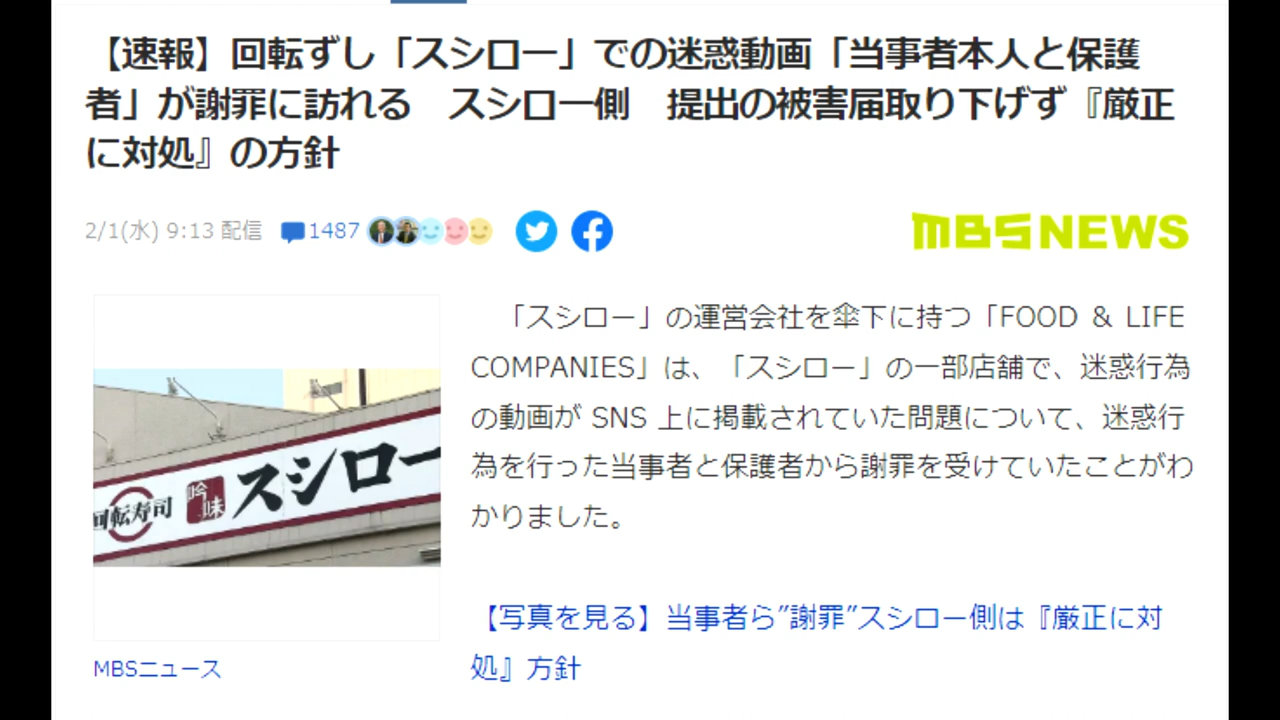 【速報】回転ずし「スシロー」での迷惑動画「当事者本人と保護
者」が謝罪に訪れる　スシロー側　提出の被害届取り下げず『厳正
に対処』の方針
2/1(水) 9:13 配信 1487
MBS NEWS
「スシロー」の運営会社を傘下に持つ「FOOD & LIFE
COMPANIES」は、「スシロー」の一部店舗で、迷惑行為
の動画が SNS 上に掲載されていた問題について、迷惑行
為を行った当事者と保護者から謝罪を受けていたことがわ
かりました。
回転寿司 吟味 スシロー
【写真を見る】当事者ら”謝罪”スシロー側は『厳正に対
処』方針
MBSニュース